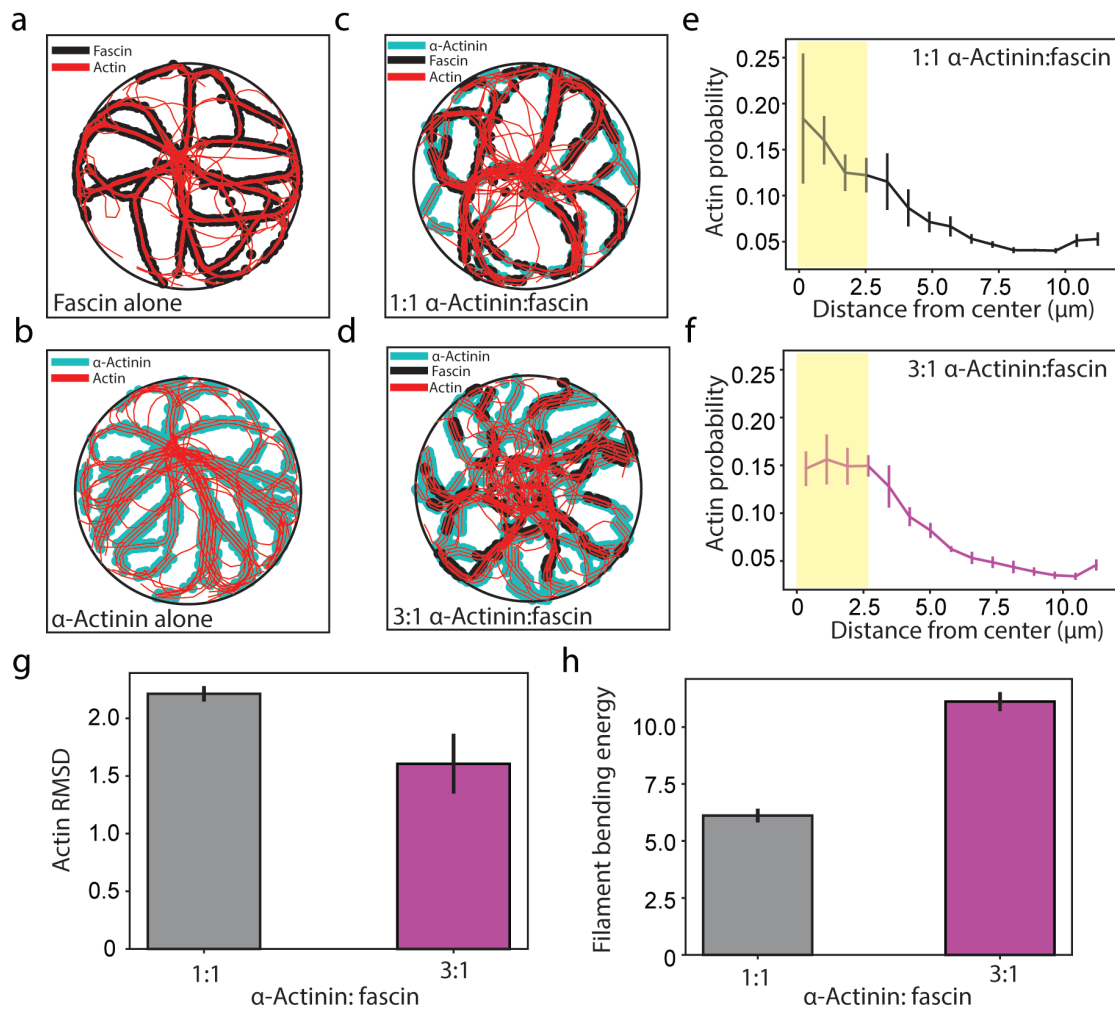 a
Fascin
Actin
Fascin alone
b
α-Actinin
Actin
α-Actinin alone
c
α-Actinin
Fascin
Actin
1:1 α-Actinin:fascin
d
α-Actinin
Fascin
Actin
3:1 α-Actinin:fascin
e
1:1 α-Actinin:fascin
Actin probability
0.25
0.20
0.15
0.10
0.05
0 2.5 5.0 7.5 10.0
Distance from center (μm)
f
3:1 α-Actinin:fascin
Actin probability
0.25
0.20
0.15
0.10
0.05
0 2.5 5.0 7.5 10.0
Distance from center (μm)
g
Actin RMSD
2.0
1.5
1.0
0.5
0
1:1 3:1
α-Actinin: fascin
h
Filament bending energy
10.0
7.5
5.0
2.5
0
1:1 3:1
α-Actinin: fascin